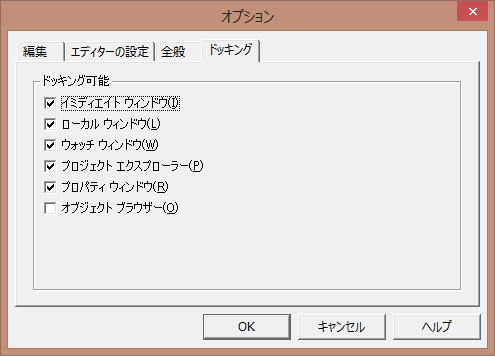 オプション
編集 エディターの設定 全般 ドッキング
ドッキング可能
イミディエイト ウィンドウ(I)
ローカル ウィンドウ(L)
ウォッチ ウィンドウ(W)
プロジェクト エクスプローラー(P)
プロパティ ウィンドウ(R)
オブジェクト ブラウザー(O)
OK キャンセル ヘルプ